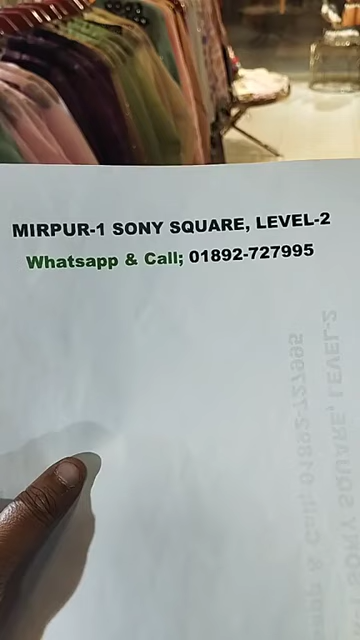 MIRPUR-1 SONY SQUARE, LEVEL-2
Whatsapp & Call; 01892-727995